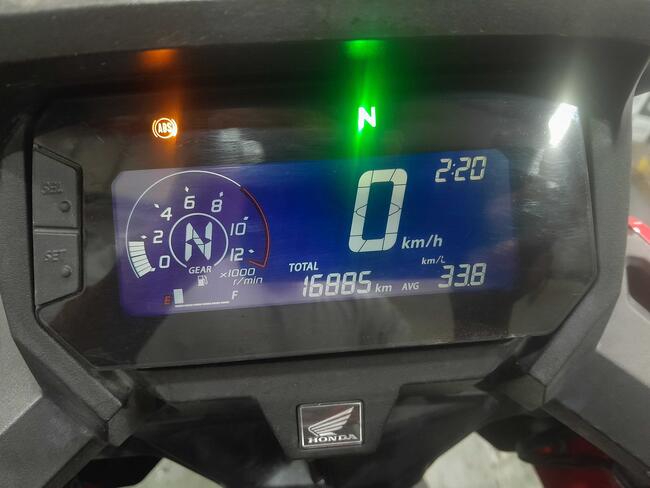 ABS
N
SEL
SET
2:20
0 km/h
0 2 4 6 8 10 12
N
GEAR
×1000
r/min
E F
TOTAL
16885 km
km/L
AVG 33.8
HONDA